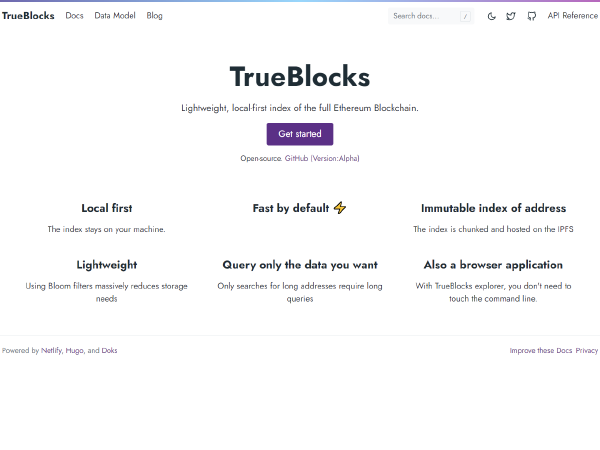 TrueBlocks Docs Data Model Blog Search docs... / API Reference
TrueBlocks
Lightweight, local-first index of the full Ethereum Blockchain.
Get started
Open-source. GitHub (Version:Alpha)
Local first
The index stays on your machine.
Fast by default ⚡
Immutable index of address
The index is chunked and hosted on the IPFS
Lightweight
Using Bloom filters massively reduces storage
needs
Query only the data you want
Only searches for long addresses require long
queries
Also a browser application
With TrueBlocks explorer, you don't need to
touch the command line.
Powered by Netlify, Hugo, and Doks
Improve these Docs Privacy